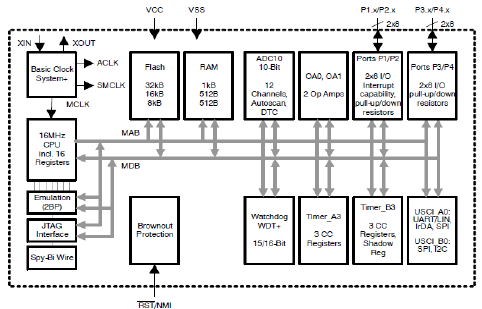 VCC
VSS
P1.x/P2.x
2x8
P3.x/P4.x
2x8
XIN
XOUT
Basic Clock
System+
ACLK
SMCLK
MCLK
Flash
32kB
16kB
8kB
RAM
1kB
512B
512B
ADC10
10-Bit
12
Channels,
Autoscan,
DTC
OA0, OA1
2 Op Amps
Ports P1/P2
2x8 I/O
Interrupt
capability,
pull-up/down
resistors
Ports P3/P4
2x8 I/O
pull-up/down
resistors
16MHz
CPU
incl. 16
Registers
MAB
MDB
Emulation
(2BP)
JTAG
Interface
Spy-Bi Wire
Brownout
Protection
RST/NMI
Watchdog
WDT+
15/16-Bit
Timer_A3
3 CC
Registers
Timer_B3
3 CC
Registers,
Shadow
Reg
USCI A0:
UART/LIN,
IrDA, SPI
USCI B0:
SPI, I2C